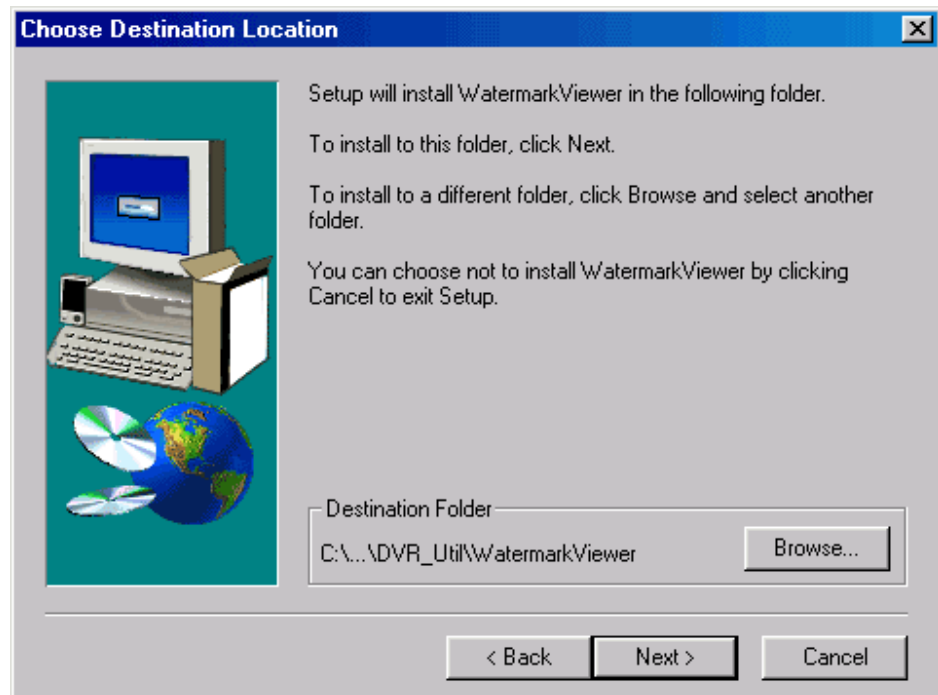 Choose Destination Location
Setup will install WatermarkViewer in the following folder.
To install to this folder, click Next.
To install to a different folder, click Browse and select another
folder.
You can choose not to install WatermarkViewer by clicking
Cancel to exit Setup.
Destination Folder
C:\...\DVR_Util\WatermarkViewer
Browse...
< Back
Next >
Cancel